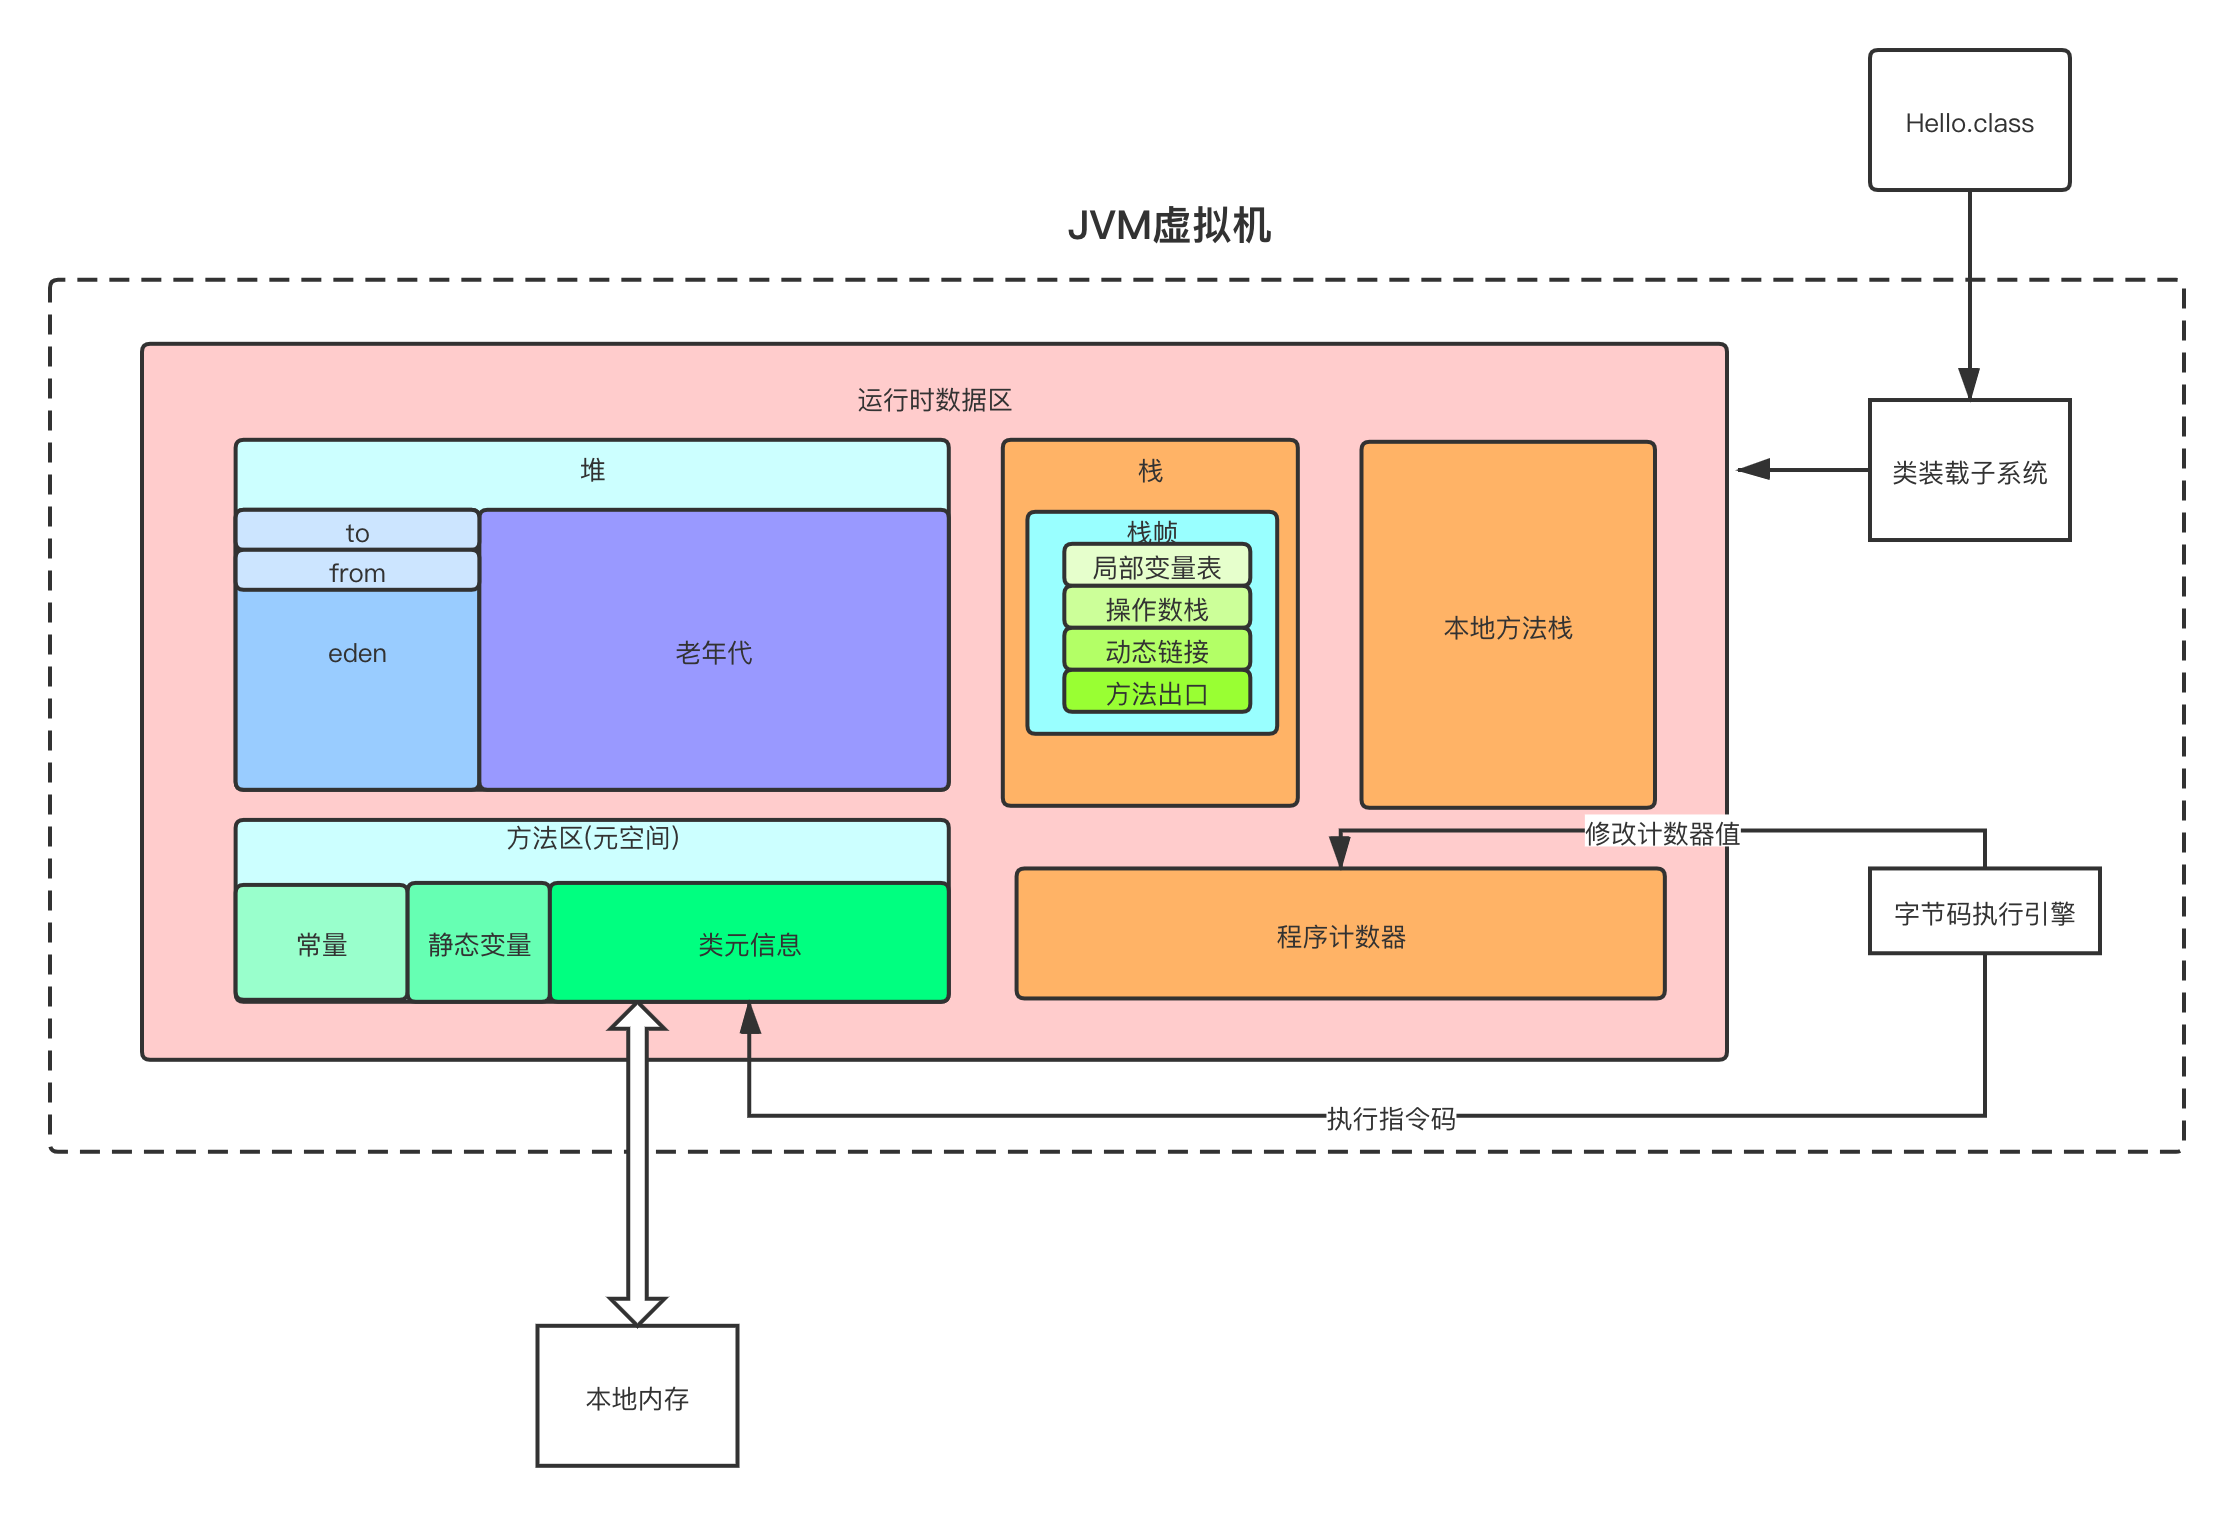 Hello.class
JVM虚拟机
运行时数据区
堆
栈
类装载子系统
to
from
eden
老年代
栈帧
局部变量表
操作数栈
动态链接
方法出口
本地方法栈
方法区(元空间)
修改计数器值
常量
静态变量
类元信息
程序计数器
字节码执行引擎
执行指令码
本地内存